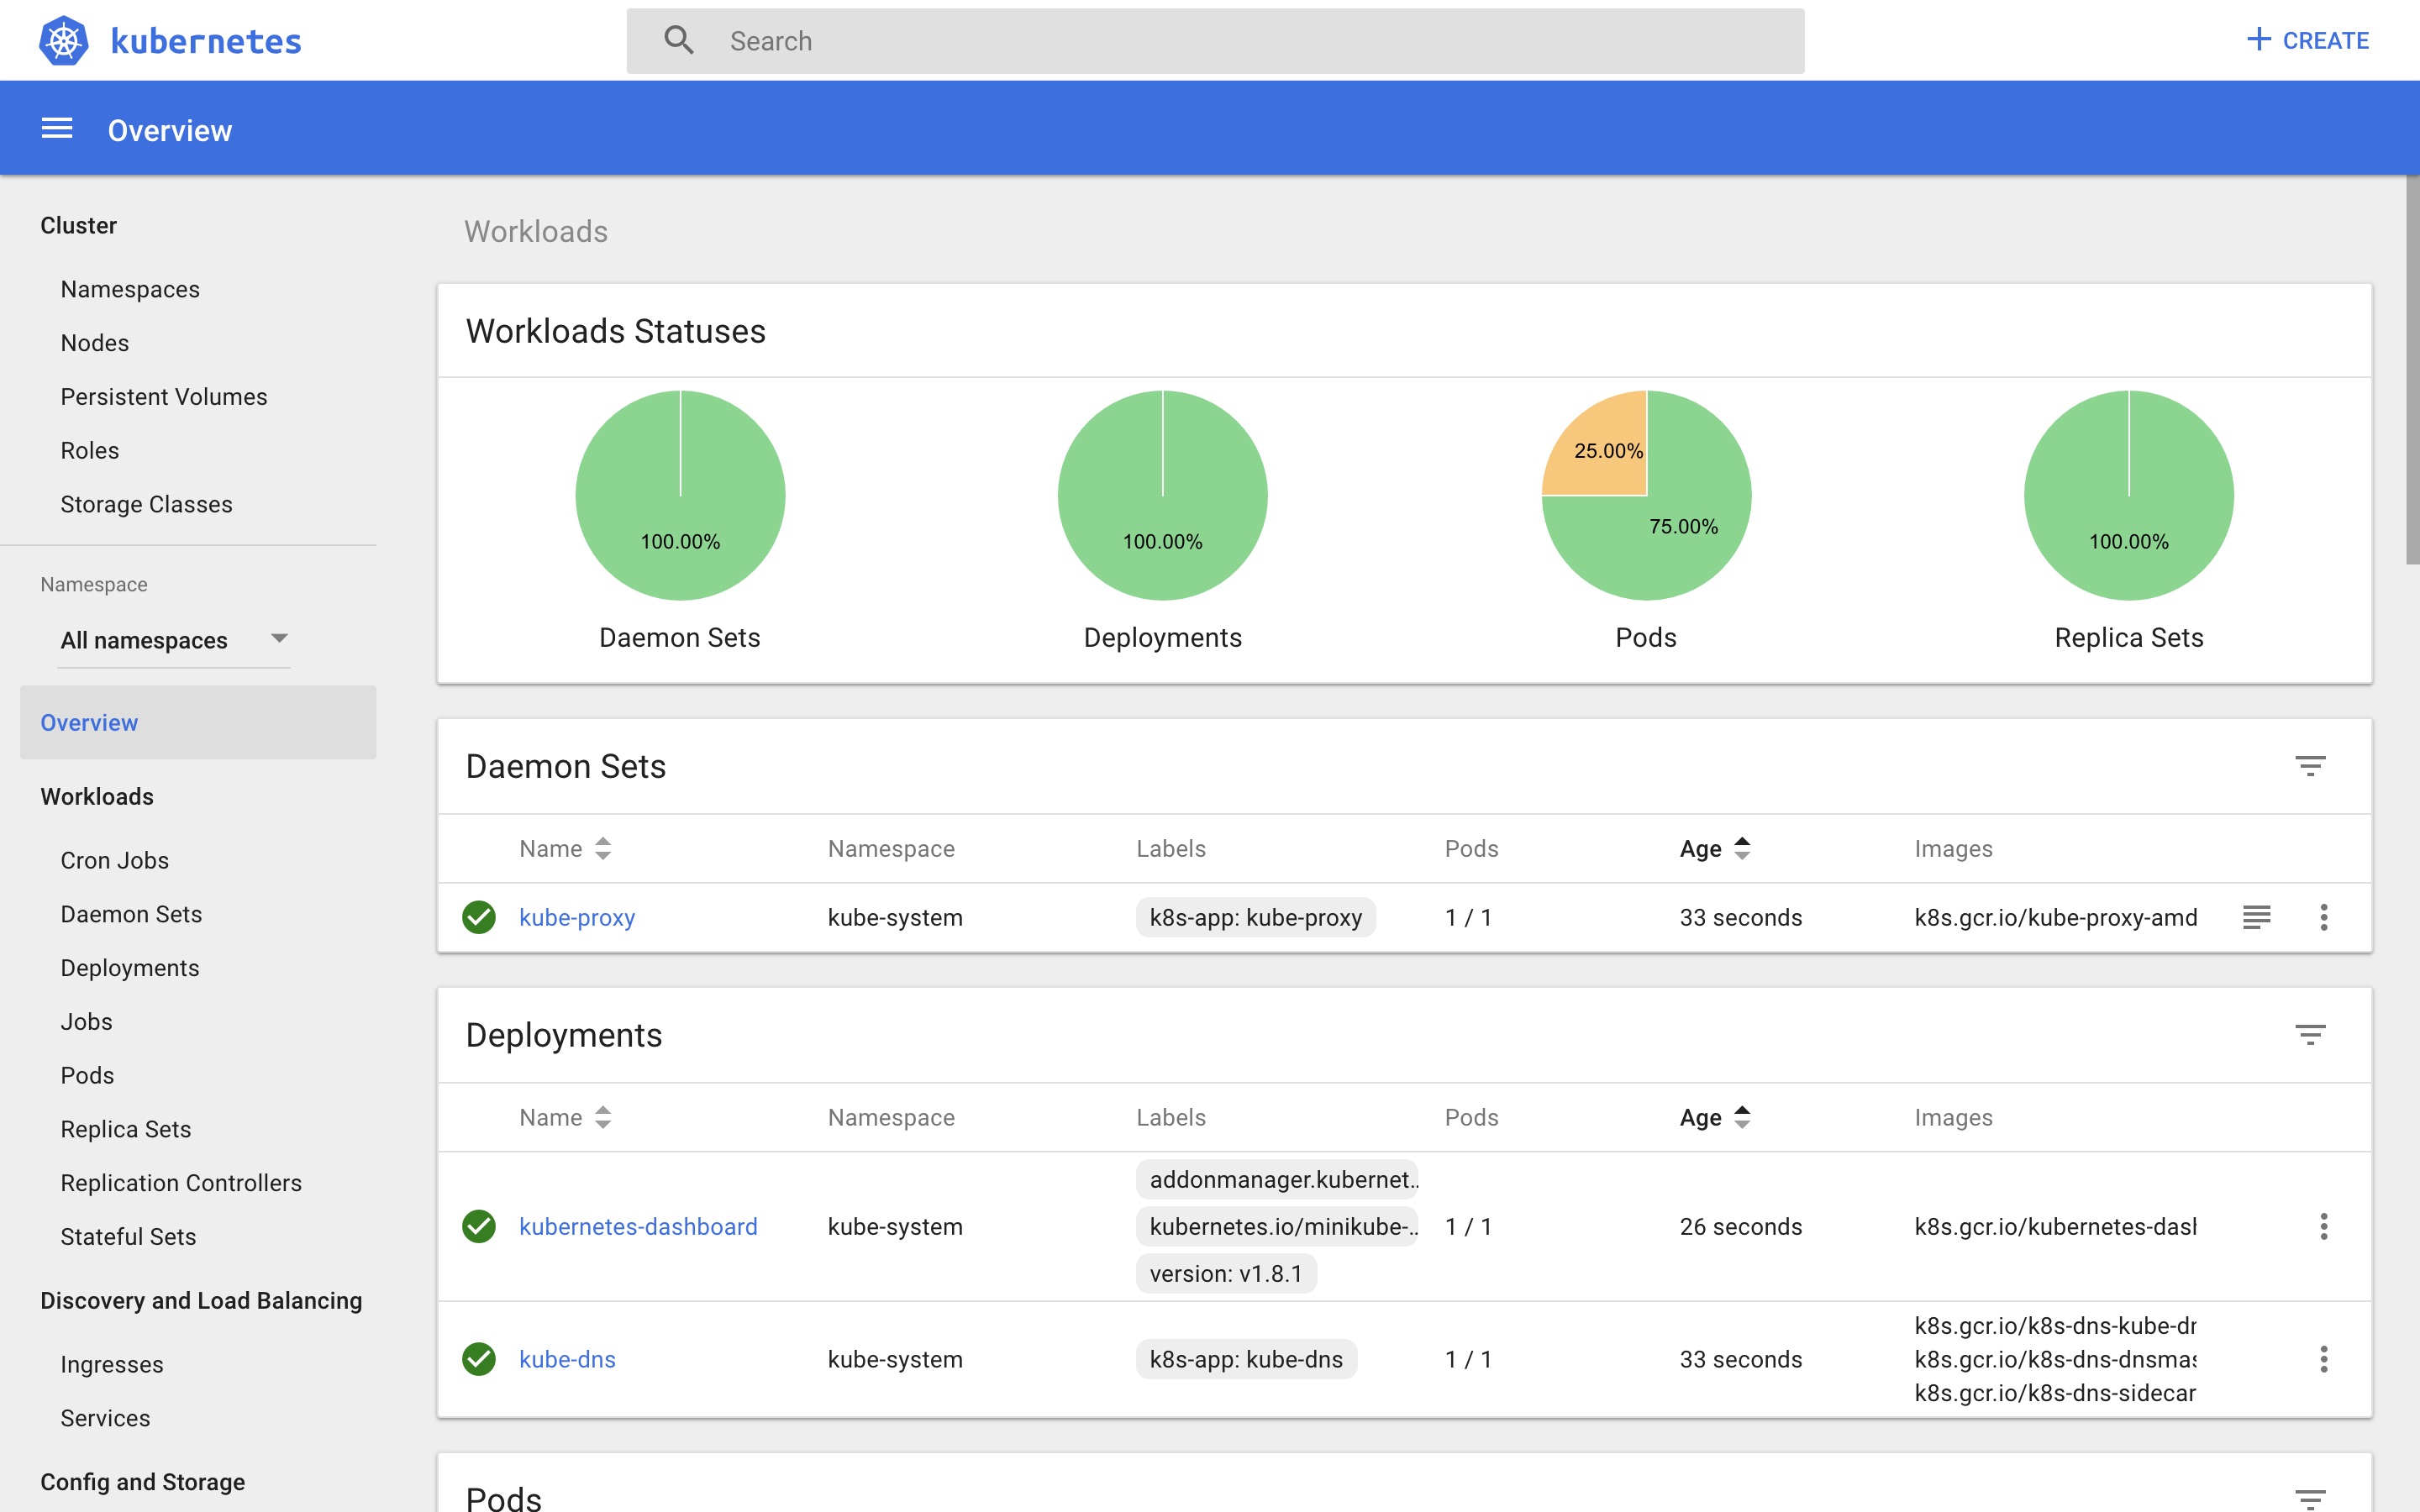 kubernetes
Search
CREATE
Overview
Cluster
Namespaces
Nodes
Persistent Volumes
Roles
Storage Classes
Namespace
All namespaces
Overview
Workloads
Cron Jobs
Daemon Sets
Deployments
Jobs
Pods
Replica Sets
Replication Controllers
Stateful Sets
Discovery and Load Balancing
Ingresses
Services
Config and Storage
Workloads
Workloads Statuses
100.00%
100.00%
25.00%
75.00%
100.00%
Daemon Sets
Deployments
Pods
Replica Sets
Daemon Sets
Name Namespace Labels Pods Age Images
kube-proxy kube-system k8s-app: kube-proxy 1 / 1 33 seconds k8s.gcr.io/kube-proxy-amd
Deployments
Name Namespace Labels Pods Age Images
addonmanager.kubernet..
kubernetes-dashboard kube-system kubernetes.io/minikube-.. 1 / 1 26 seconds k8s.gcr.io/kubernetes-dash
version: v1.8.1
k8s.gcr.io/k8s-dns-kube-dn
kube-dns kube-system k8s-app: kube-dns 1 / 1 33 seconds k8s.gcr.io/k8s-dns-dnsmas
k8s.gcr.io/k8s-dns-sidecar
Pods